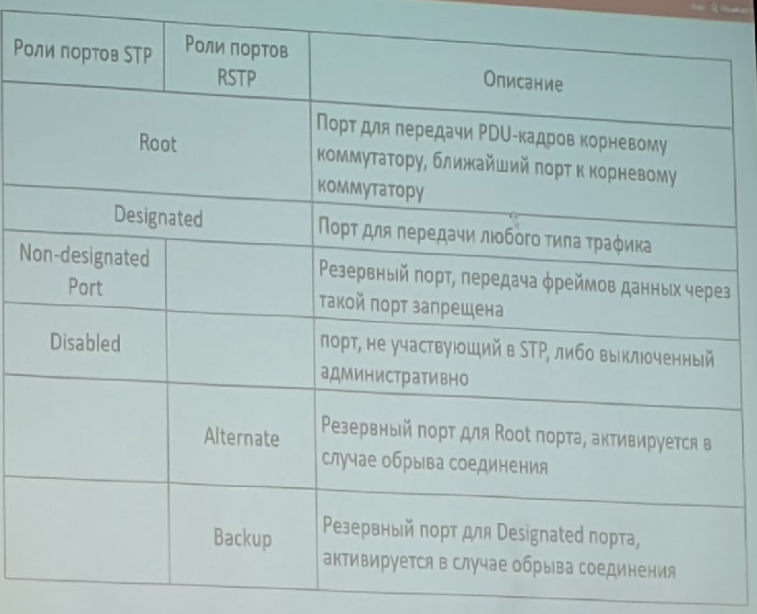 Роли портов STP
Роли портов
RSTP
Описание
Root
Порт для передачи PDU-кадров корневому
коммутатору, ближайший порт к корневому
коммутатору
Designated
Порт для передачи любого типа трафика
Non-designated
Port
Резервный порт, передача фреймов данных через
такой порт запрещена
Disabled
порт, не участвующий в STP, либо выключенный
административно
Alternate
Резервный порт для Root порта, активируется в
случае обрыва соединения
Backup
Резервный порт для Designated порта,
активируется в случае обрыва соединения